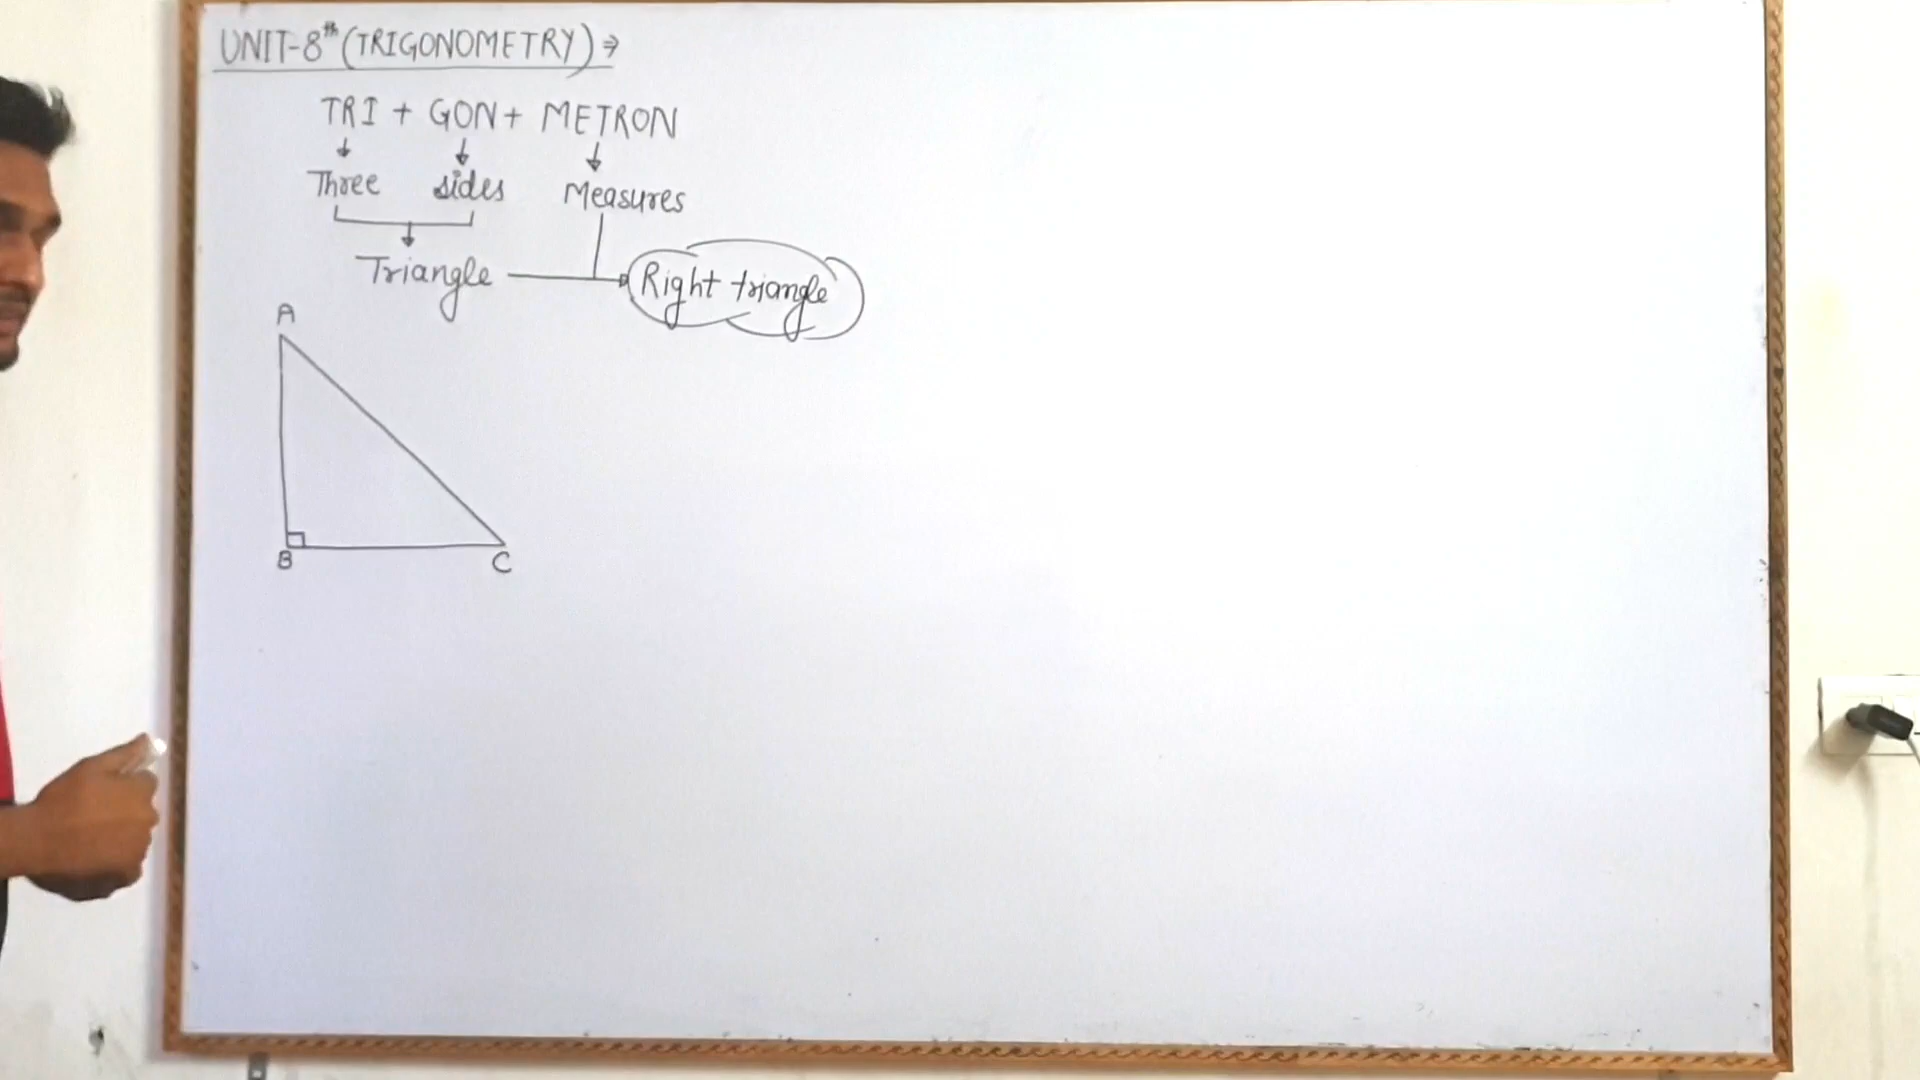 UNIT-8th (TRIGONOMETRY) ⇒
TRI + GON + METRON
↓ ↓ ↓
Three sides Measures
↓
Triangle → Right triangle
A
B C